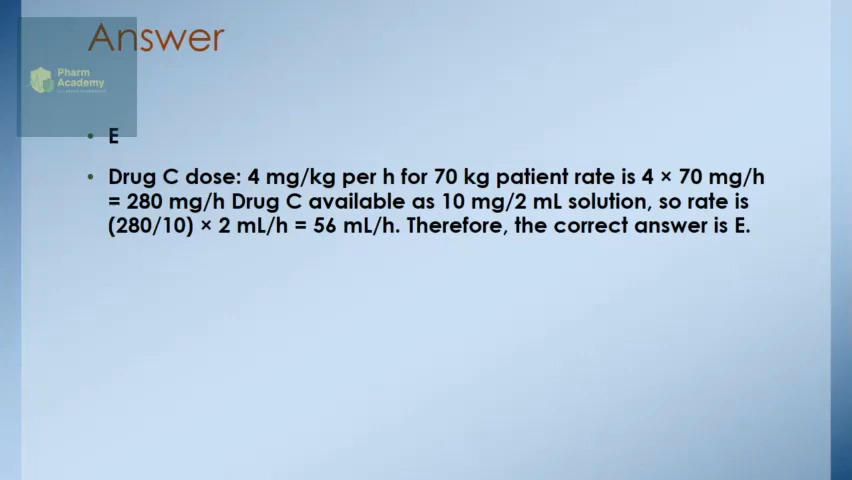 Answer
Pharm
Academy
• E
• Drug C dose: 4 mg/kg per h for 70 kg patient rate is 4 × 70 mg/h
= 280 mg/h Drug C available as 10 mg/2 mL solution, so rate is
(280/10) × 2 mL/h = 56 mL/h. Therefore, the correct answer is E.